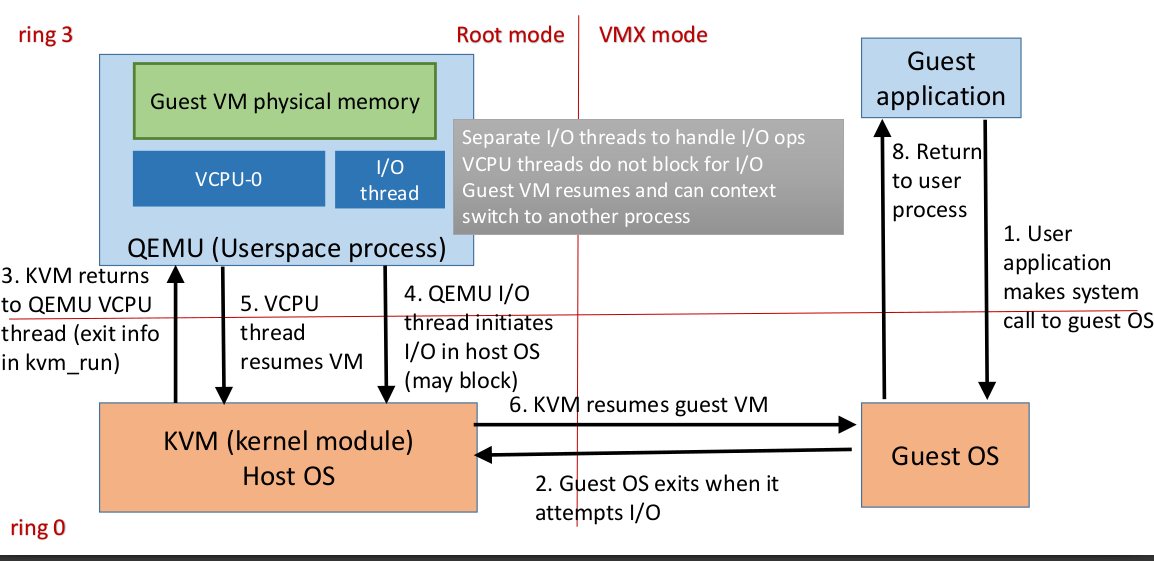 ring 3
Root mode
VMX mode
Guest VM physical memory
VCPU-0
I/O
thread
QEMU (Userspace process)
Separate I/O threads to handle I/O ops
VCPU threads do not block for I/O
Guest VM resumes and can context
switch to another process
Guest
application
8. Return
to user
process
1. User
application
makes system
call to guest OS
3. KVM returns
to QEMU VCPU
thread (exit info
in kvm_run)
5. VCPU
thread
resumes VM
4. QEMU I/O
thread initiates
I/O in host OS
(may block)
6. KVM resumes guest VM
KVM (kernel module)
Host OS
Guest OS
2. Guest OS exits when it
attempts I/O
ring 0